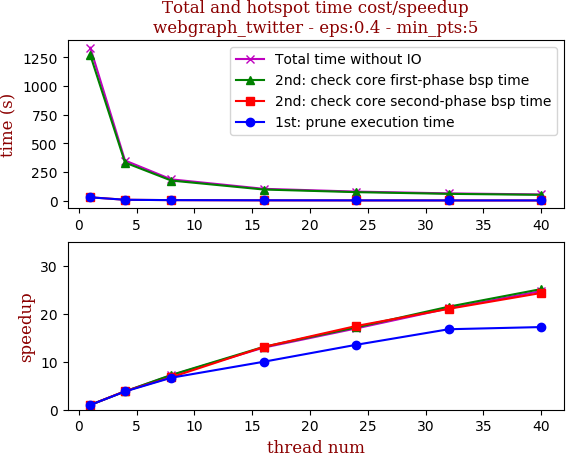 Total and hotspot time cost/speedup
webgraph_twitter - eps:0.4 - min_pts:5
time (s)
1250
1000
750
500
250
0
Total time without IO
2nd: check core first-phase bsp time
2nd: check core second-phase bsp time
1st: prune execution time
0 5 10 15 20 25 30 35 40
speedup
30
20
10
0
0 5 10 15 20 25 30 35 40
thread num